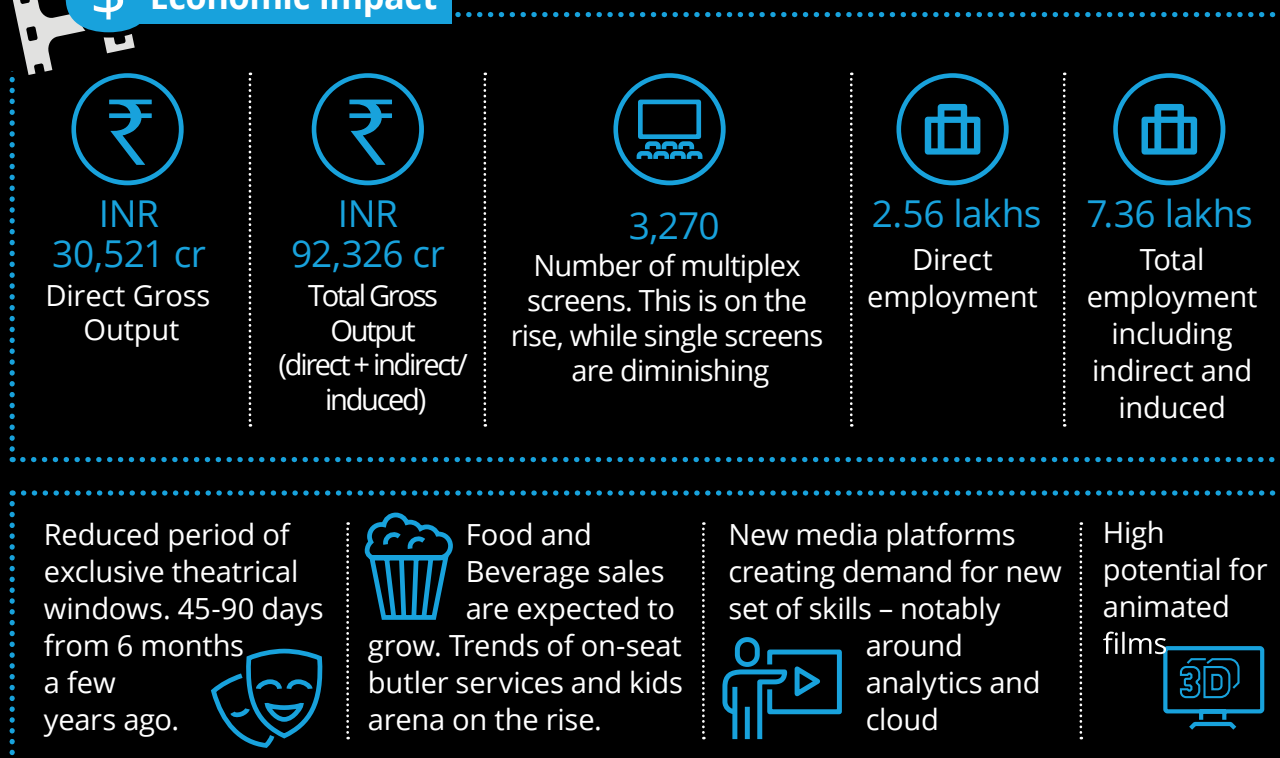 $ Economic Impact
₹
INR
30,521 cr
Direct Gross
Output
₹
INR
92,326 cr
Total Gross
Output
(direct + indirect/
induced)
3,270
Number of multiplex
screens. This is on the
rise, while single screens
are diminishing
2.56 lakhs
Direct
employment
7.36 lakhs
Total
employment
including
indirect and
induced
Reduced period of
exclusive theatrical
windows. 45-90 days
from 6 months
a few
years ago.
Food and
Beverage sales
are expected to
grow. Trends of on-seat
butler services and kids
arena on the rise.
New media platforms
creating demand for new
set of skills – notably
around
analytics and
cloud
High
potential for
animated
films
3D